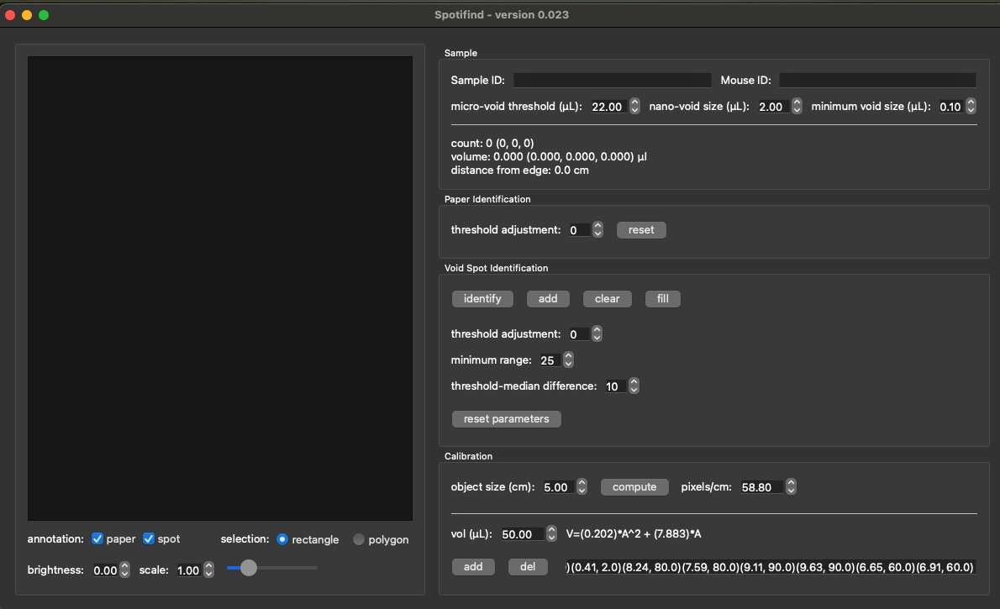 Spotifind - version 0.023
Sample
Sample ID: Mouse ID:
micro-void threshold (µL): 22.00 nano-void size (µL): 2.00 minimum void size (µL): 0.10
count: 0 (0, 0, 0)
volume: 0.000 (0.000, 0.000, 0.000) µl
distance from edge: 0.0 cm
Paper Identification
threshold adjustment: 0 reset
Void Spot Identification
identify add clear fill
threshold adjustment: 0
minimum range: 25
threshold-median difference: 10
reset parameters
Calibration
object size (cm): 5.00 compute pixels/cm: 58.80
vol (µL): 50.00 V=(0.202)*A^2 + (7.883)*A
add del )(0.41, 2.0)(8.24, 80.0)(7.59, 80.0)(9.11, 90.0)(9.63, 90.0)(6.65, 60.0)(6.91, 60.0)
annotation: paper spot selection: rectangle polygon
brightness: 0.00 scale: 1.00